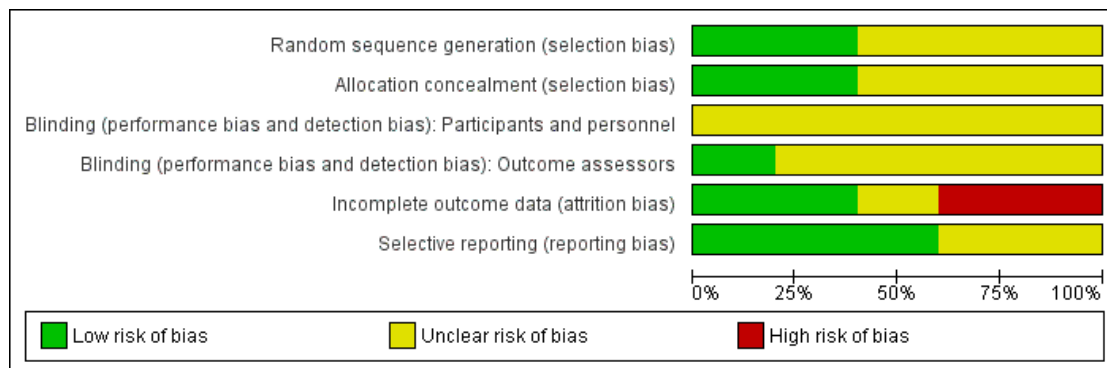 Random sequence generation (selection bias)
Allocation concealment (selection bias)
Blinding (performance bias and detection bias): Participants and personnel
Blinding (performance bias and detection bias): Outcome assessors
Incomplete outcome data (attrition bias)
Selective reporting (reporting bias)
0% 25% 50% 75% 100%
Low risk of bias Unclear risk of bias High risk of bias